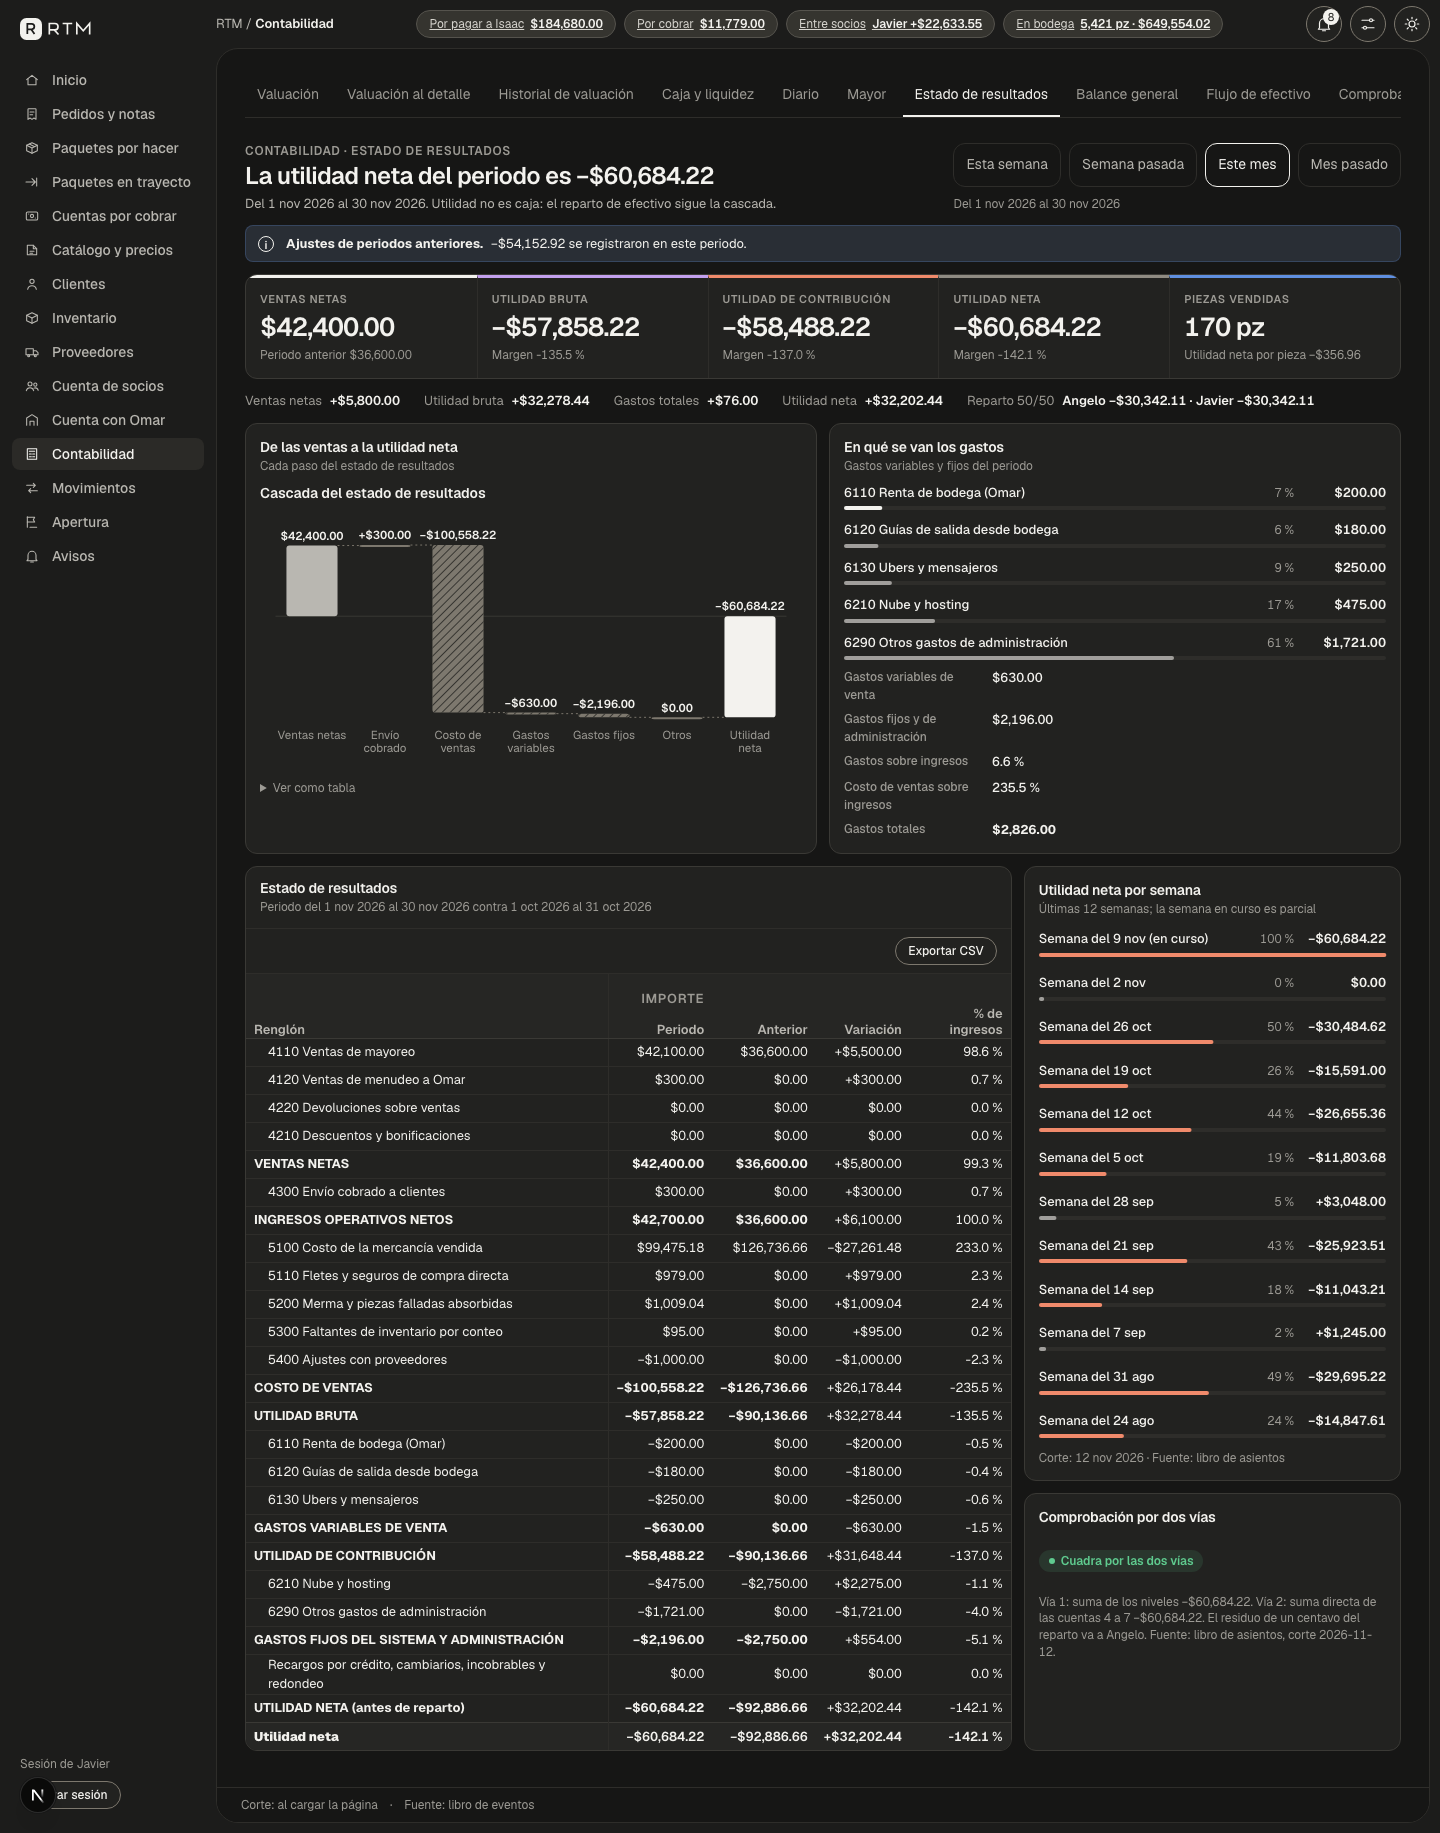 R RTM
RTM / Contabilidad
Por pagar a Isaac $184,680.00
Por cobrar $11,779.00
Entre socios Javier +$22,633.55
En bodega 5,421 pz · $649,554.02
8
Inicio
Pedidos y notas
Paquetes por hacer
Paquetes en trayecto
Cuentas por cobrar
Catálogo y precios
Clientes
Inventario
Proveedores
Cuenta de socios
Cuenta con Omar
Contabilidad
Movimientos
Apertura
Avisos
Sesión de Javier
N ar sesión
Valuación Valuación al detalle Historial de valuación Caja y liquidez Diario Mayor Estado de resultados Balance general Flujo de efectivo Comproba
CONTABILIDAD · ESTADO DE RESULTADOS
La utilidad neta del periodo es −$60,684.22
Del 1 nov 2026 al 30 nov 2026. Utilidad no es caja: el reparto de efectivo sigue la cascada.
Esta semana Semana pasada Este mes Mes pasado
Del 1 nov 2026 al 30 nov 2026
Ajustes de periodos anteriores. −$54,152.92 se registraron en este periodo.
VENTAS NETAS
$42,400.00
Periodo anterior $36,600.00
UTILIDAD BRUTA
−$57,858.22
Margen -135.5 %
UTILIDAD DE CONTRIBUCIÓN
−$58,488.22
Margen -137.0 %
UTILIDAD NETA
−$60,684.22
Margen -142.1 %
PIEZAS VENDIDAS
170 pz
Utilidad neta por pieza −$356.96
Ventas netas +$5,800.00 Utilidad bruta +$32,278.44 Gastos totales +$76.00 Utilidad neta +$32,202.44 Reparto 50/50 Angelo −$30,342.11 · Javier −$30,342.11
De las ventas a la utilidad neta
Cada paso del estado de resultados
Cascada del estado de resultados
$42,400.00 +$300.00 −$100,558.22
−$60,684.22
−$630.00 −$2,196.00 $0.00
Ventas netas
Envío
cobrado
Costo de
ventas
Gastos
variables
Gastos fijos
Otros
Utilidad
neta
Ver como tabla
En qué se van los gastos
Gastos variables y fijos del periodo
6110 Renta de bodega (Omar) 7 % $200.00
6120 Guías de salida desde bodega 6 % $180.00
6130 Ubers y mensajeros 9 % $250.00
6210 Nube y hosting 17 % $475.00
6290 Otros gastos de administración 61 % $1,721.00
Gastos variables de
venta
$630.00
Gastos fijos y de
administración
$2,196.00
Gastos sobre ingresos 6.6 %
Costo de ventas sobre
ingresos
235.5 %
Gastos totales $2,826.00
Estado de resultados
Periodo del 1 nov 2026 al 30 nov 2026 contra 1 oct 2026 al 31 oct 2026
Exportar CSV
IMPORTE
Renglón Periodo Anterior Variación % de
ingresos
4110 Ventas de mayoreo $42,100.00 $36,600.00 +$5,500.00 98.6 %
4120 Ventas de menudeo a Omar $300.00 $0.00 +$300.00 0.7 %
4220 Devoluciones sobre ventas $0.00 $0.00 $0.00 0.0 %
4210 Descuentos y bonificaciones $0.00 $0.00 $0.00 0.0 %
VENTAS NETAS $42,400.00 $36,600.00 +$5,800.00 99.3 %
4300 Envío cobrado a clientes $300.00 $0.00 +$300.00 0.7 %
INGRESOS OPERATIVOS NETOS $42,700.00 $36,600.00 +$6,100.00 100.0 %
5100 Costo de la mercancía vendida $99,475.18 $126,736.66 −$27,261.48 233.0 %
5110 Fletes y seguros de compra directa $979.00 $0.00 +$979.00 2.3 %
5200 Merma y piezas falladas absorbidas $1,009.04 $0.00 +$1,009.04 2.4 %
5300 Faltantes de inventario por conteo $95.00 $0.00 +$95.00 0.2 %
5400 Ajustes con proveedores −$1,000.00 $0.00 −$1,000.00 -2.3 %
COSTO DE VENTAS −$100,558.22 −$126,736.66 +$26,178.44 -235.5 %
UTILIDAD BRUTA −$57,858.22 −$90,136.66 +$32,278.44 -135.5 %
6110 Renta de bodega (Omar) −$200.00 $0.00 −$200.00 -0.5 %
6120 Guías de salida desde bodega −$180.00 $0.00 −$180.00 -0.4 %
6130 Ubers y mensajeros −$250.00 $0.00 −$250.00 -0.6 %
GASTOS VARIABLES DE VENTA −$630.00 $0.00 −$630.00 -1.5 %
UTILIDAD DE CONTRIBUCIÓN −$58,488.22 −$90,136.66 +$31,648.44 -137.0 %
6210 Nube y hosting −$475.00 −$2,750.00 +$2,275.00 -1.1 %
6290 Otros gastos de administración −$1,721.00 $0.00 −$1,721.00 -4.0 %
GASTOS FIJOS DEL SISTEMA Y ADMINISTRACIÓN −$2,196.00 −$2,750.00 +$554.00 -5.1 %
Recargos por crédito, cambiarios, incobrables y
redondeo
$0.00 $0.00 $0.00 0.0 %
UTILIDAD NETA (antes de reparto) −$60,684.22 −$92,886.66 +$32,202.44 -142.1 %
Utilidad neta −$60,684.22 −$92,886.66 +$32,202.44 -142.1 %
Utilidad neta por semana
Últimas 12 semanas; la semana en curso es parcial
Semana del 9 nov (en curso) 100 % −$60,684.22
Semana del 2 nov 0 % $0.00
Semana del 26 oct 50 % −$30,484.62
Semana del 19 oct 26 % −$15,591.00
Semana del 12 oct 44 % −$26,655.36
Semana del 5 oct 19 % −$11,803.68
Semana del 28 sep 5 % +$3,048.00
Semana del 21 sep 43 % −$25,923.51
Semana del 14 sep 18 % −$11,043.21
Semana del 7 sep 2 % +$1,245.00
Semana del 31 ago 49 % −$29,695.22
Semana del 24 ago 24 % −$14,847.61
Corte: 12 nov 2026 · Fuente: libro de asientos
Comprobación por dos vías
Cuadra por las dos vías
Vía 1: suma de los niveles −$60,684.22. Vía 2: suma directa de
las cuentas 4 a 7 −$60,684.22. El residuo de un centavo del
reparto va a Angelo. Fuente: libro de asientos, corte 2026-11-
12.
Corte: al cargar la página · Fuente: libro de eventos